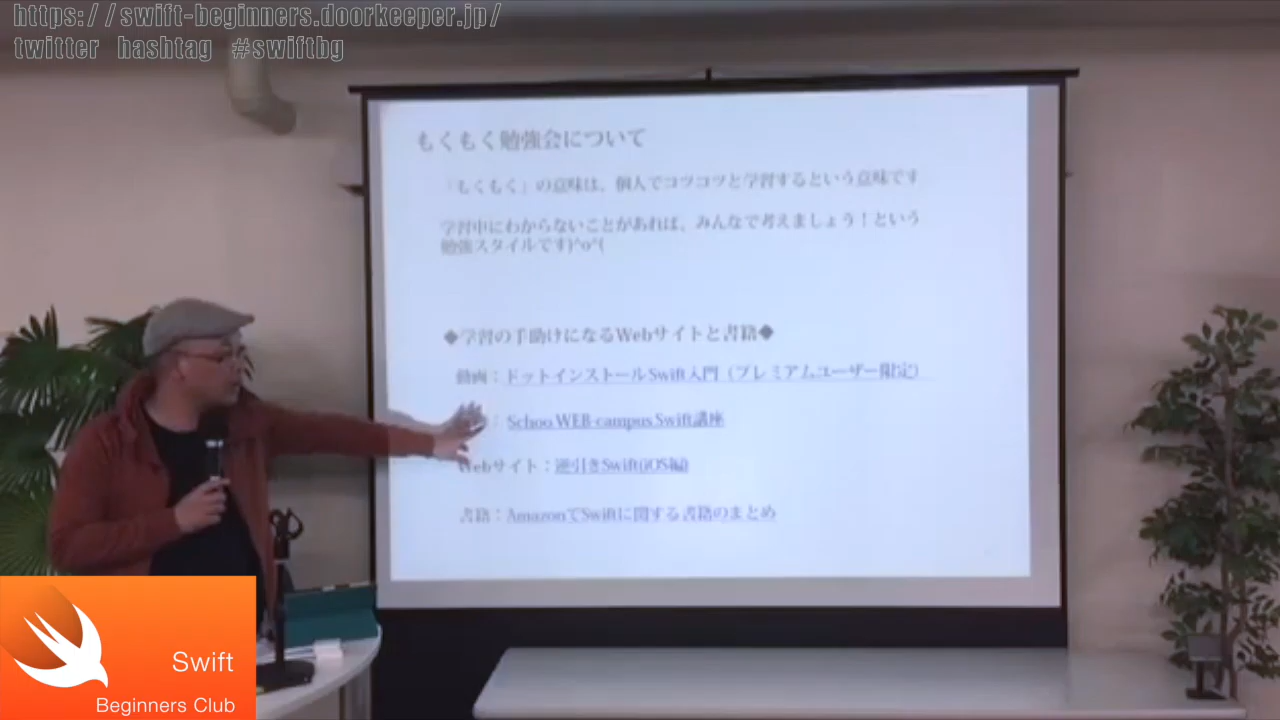 https://swift-beginners.doorkeeper.jp/
twitter hashtag #swiftbg
もくもく勉強会について
「もくもく」の意味は、個人でコツコツと学習するという意味です
学習中にわからないことがあれば、みんなで考えましょう！という
勉強スタイルです)^o^(
◆学習の手助けになるWebサイトと書籍◆
動画：ドットインストールSwift入門（プレミアムユーザー限定）
：Schoo WEB-campus Swift講座
Webサイト：逆引きSwift(iOS編)
書籍：AmazonでSwiftに関する書籍のまとめ
Swift
Beginners Club